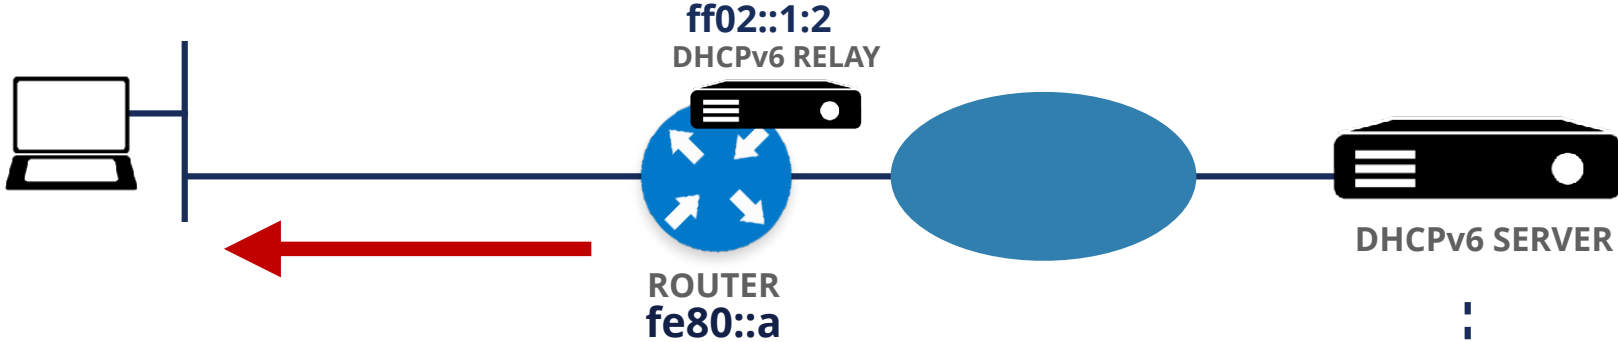 ff02::1:2
DHCPv6 RELAY
DHCPv6 SERVER
ROUTER
fe80::a